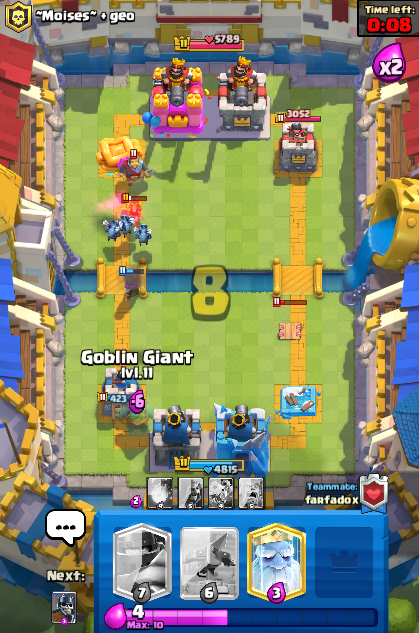 ~Moises~ + geo
Time left:
0:08
x2
5789
3052
8
Goblin Giant
lvl.11
423
-6
4815
Teammate:
farfadox
2
...
7
6
3
Next:
4
Max: 10